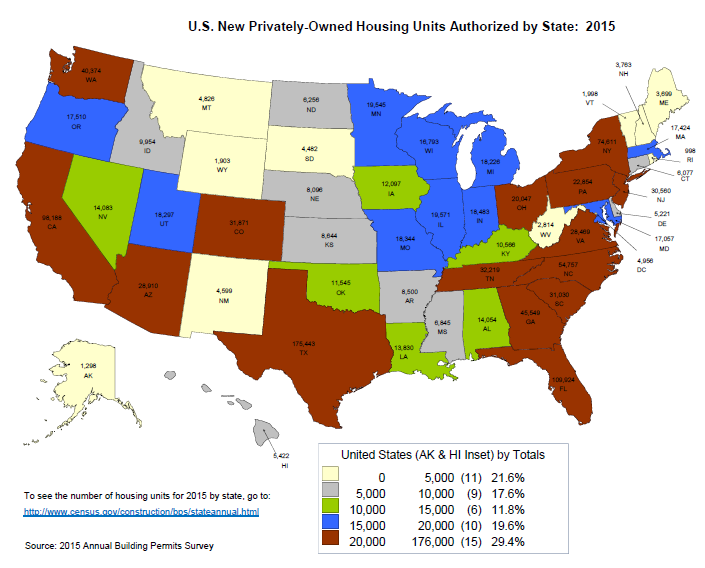 U.S. New Privately-Owned Housing Units Authorized by State: 2015
40,374
WA
4,826
MT
6,256
ND
19,545
MN
3,763
NH
1,998
VT
3,699
ME
17,510
OR
9,954
ID
1,903
WY
4,482
SD
16,793
WI
18,226
MI
74,611
NY
17,424
MA
998
RI
6,077
CT
98,188
CA
14,083
NV
18,297
UT
31,871
CO
8,096
NE
12,097
IA
19,571
IL
18,483
IN
20,047
OH
22,854
PA
30,560
NJ
5,221
DE
17,057
MD
4,956
DC
8,644
KS
18,344
MO
10,566
KY
2,814
WV
28,469
VA
28,910
AZ
4,599
NM
11,545
OK
8,500
AR
32,219
TN
54,757
NC
31,030
SC
175,443
TX
13,830
LA
6,845
MS
14,054
AL
45,549
GA
109,924
FL
1,298
AK
5,422
HI
United States (AK & HI Inset) by Totals
0 5,000 (11) 21.6%
5,000 10,000 (9) 17.6%
10,000 15,000 (6) 11.8%
15,000 20,000 (10) 19.6%
20,000 176,000 (15) 29.4%
To see the number of housing units for 2015 by state, go to:
http://www.census.gov/construction/bps/stateannual.html
Source: 2015 Annual Building Permits Survey